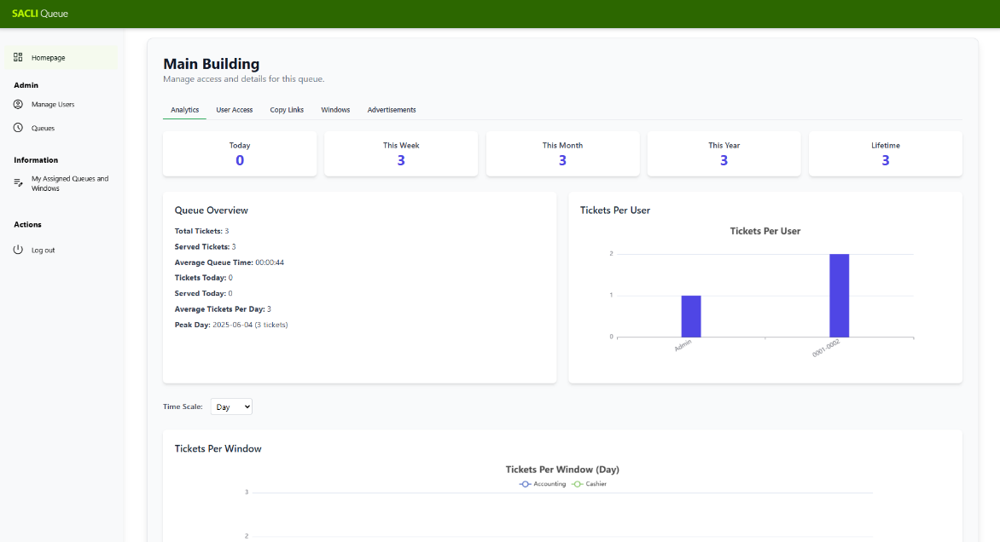 SACLI Queue
Homepage
Admin
Manage Users
Queues
Information
My Assigned Queues and
Windows
Actions
Log out
Main Building
Manage access and details for this queue.
Analytics User Access Copy Links Windows Advertisements
Today This Week This Month This Year Lifetime
0 3 3 3 3
Queue Overview
Total Tickets: 3
Served Tickets: 3
Average Queue Time: 00:00:44
Tickets Today: 0
Served Today: 0
Average Tickets Per Day: 3
Peak Day: 2025-06-04 (3 tickets)
Tickets Per User
Tickets Per User
2
1
0
Admin 0001-0002
Time Scale: Day
Tickets Per Window
Tickets Per Window (Day)
Accounting Cashier
3
2